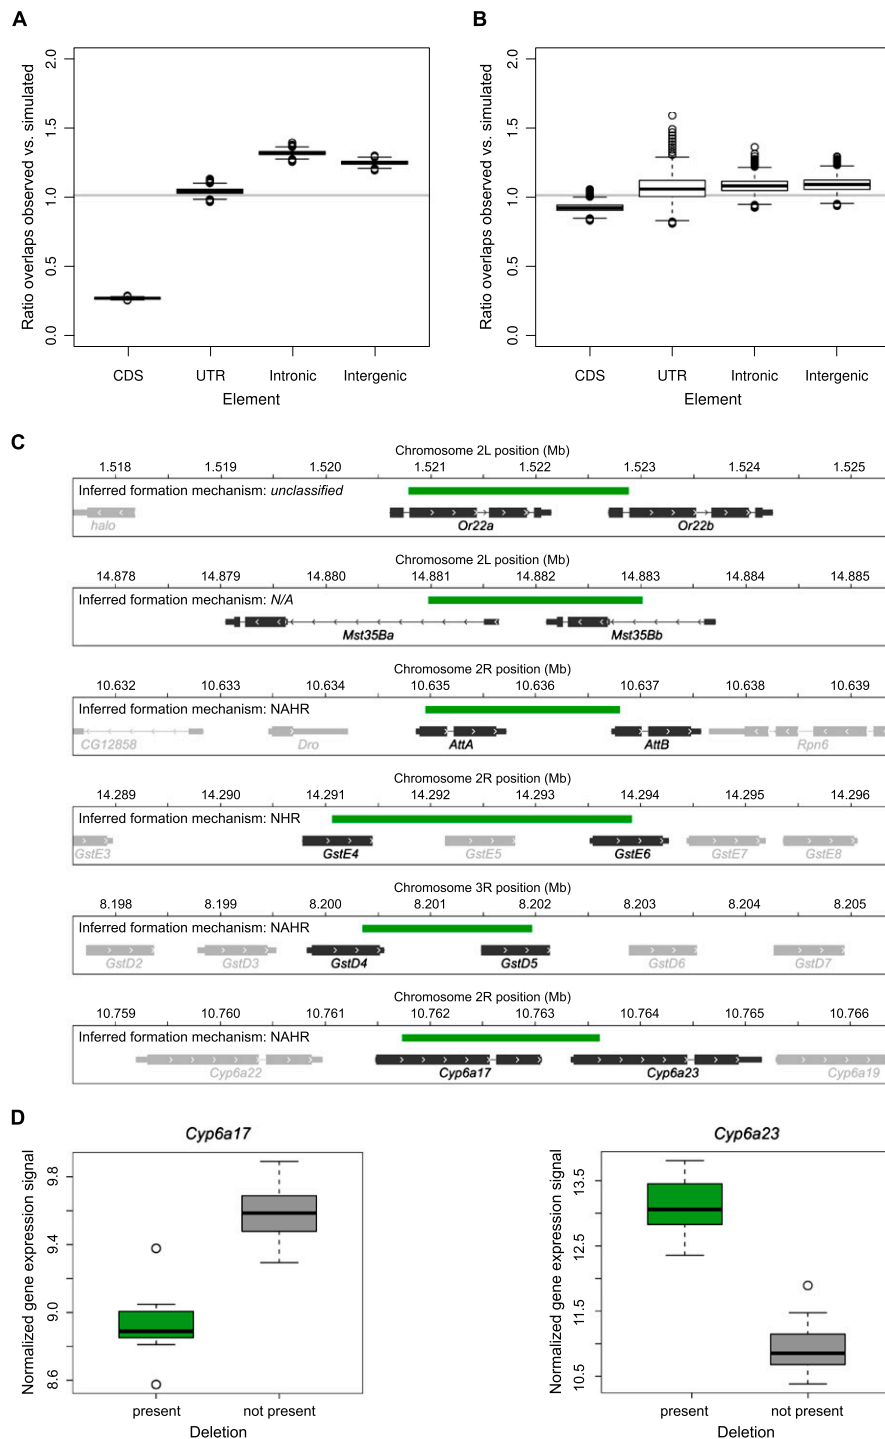 A
Ratio overlaps observed vs. simulated
2.0
1.5
1.0
0.5
0.0
CDS UTR Intronic Intergenic
Element
B
Ratio overlaps observed vs. simulated
2.0
1.5
1.0
0.5
0.0
CDS UTR Intronic Intergenic
Element
C
Chromosome 2L position (Mb)
1.518 1.519 1.520 1.521 1.522 1.523 1.524 1.525
Inferred formation mechanism: unclassified
halo Or22a Or22b
Chromosome 2L position (Mb)
14.878 14.879 14.880 14.881 14.882 14.883 14.884 14.885
Inferred formation mechanism: N/A
Mst35Ba Mst35Bb
Chromosome 2R position (Mb)
10.632 10.633 10.634 10.635 10.636 10.637 10.638 10.639
Inferred formation mechanism: NAHR
CG12858 Dro AttA AttB Rpn6
Chromosome 2R position (Mb)
14.289 14.290 14.291 14.292 14.293 14.294 14.295 14.296
Inferred formation mechanism: NHR
GstE3 GstE4 GstE5 GstE6 GstE7 GstE8
Chromosome 3R position (Mb)
8.198 8.199 8.200 8.201 8.202 8.203 8.204 8.205
Inferred formation mechanism: NAHR
GstD2 GstD3 GstD4 GstD5 GstD6 GstD7
Chromosome 2R position (Mb)
10.759 10.760 10.761 10.762 10.763 10.764 10.765 10.766
Inferred formation mechanism: NAHR
Cyp6a22 Cyp6a17 Cyp6a23 Cyp6a19
D
Cyp6a17
Normalized gene expression signal
9.8
9.4
9.0
8.6
present not present
Deletion
Cyp6a23
Normalized gene expression signal
13.5
12.5
11.5
10.5
present not present
Deletion